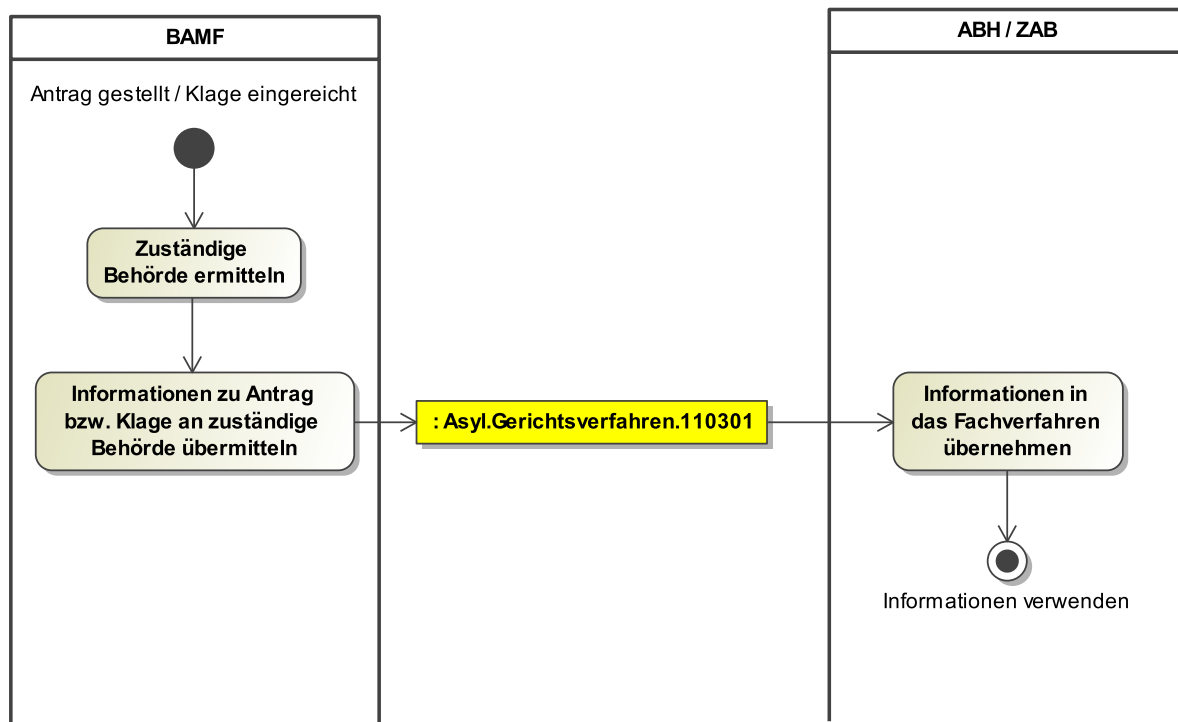 BAMF
ABH / ZAB
Antrag gestellt / Klage eingereicht
Zuständige
Behörde ermitteln
Informationen zu Antrag
bzw. Klage an zuständige
Behörde übermitteln
: Asyl.Gerichtsverfahren.110301
Informationen in
das Fachverfahren
übernehmen
Informationen verwenden